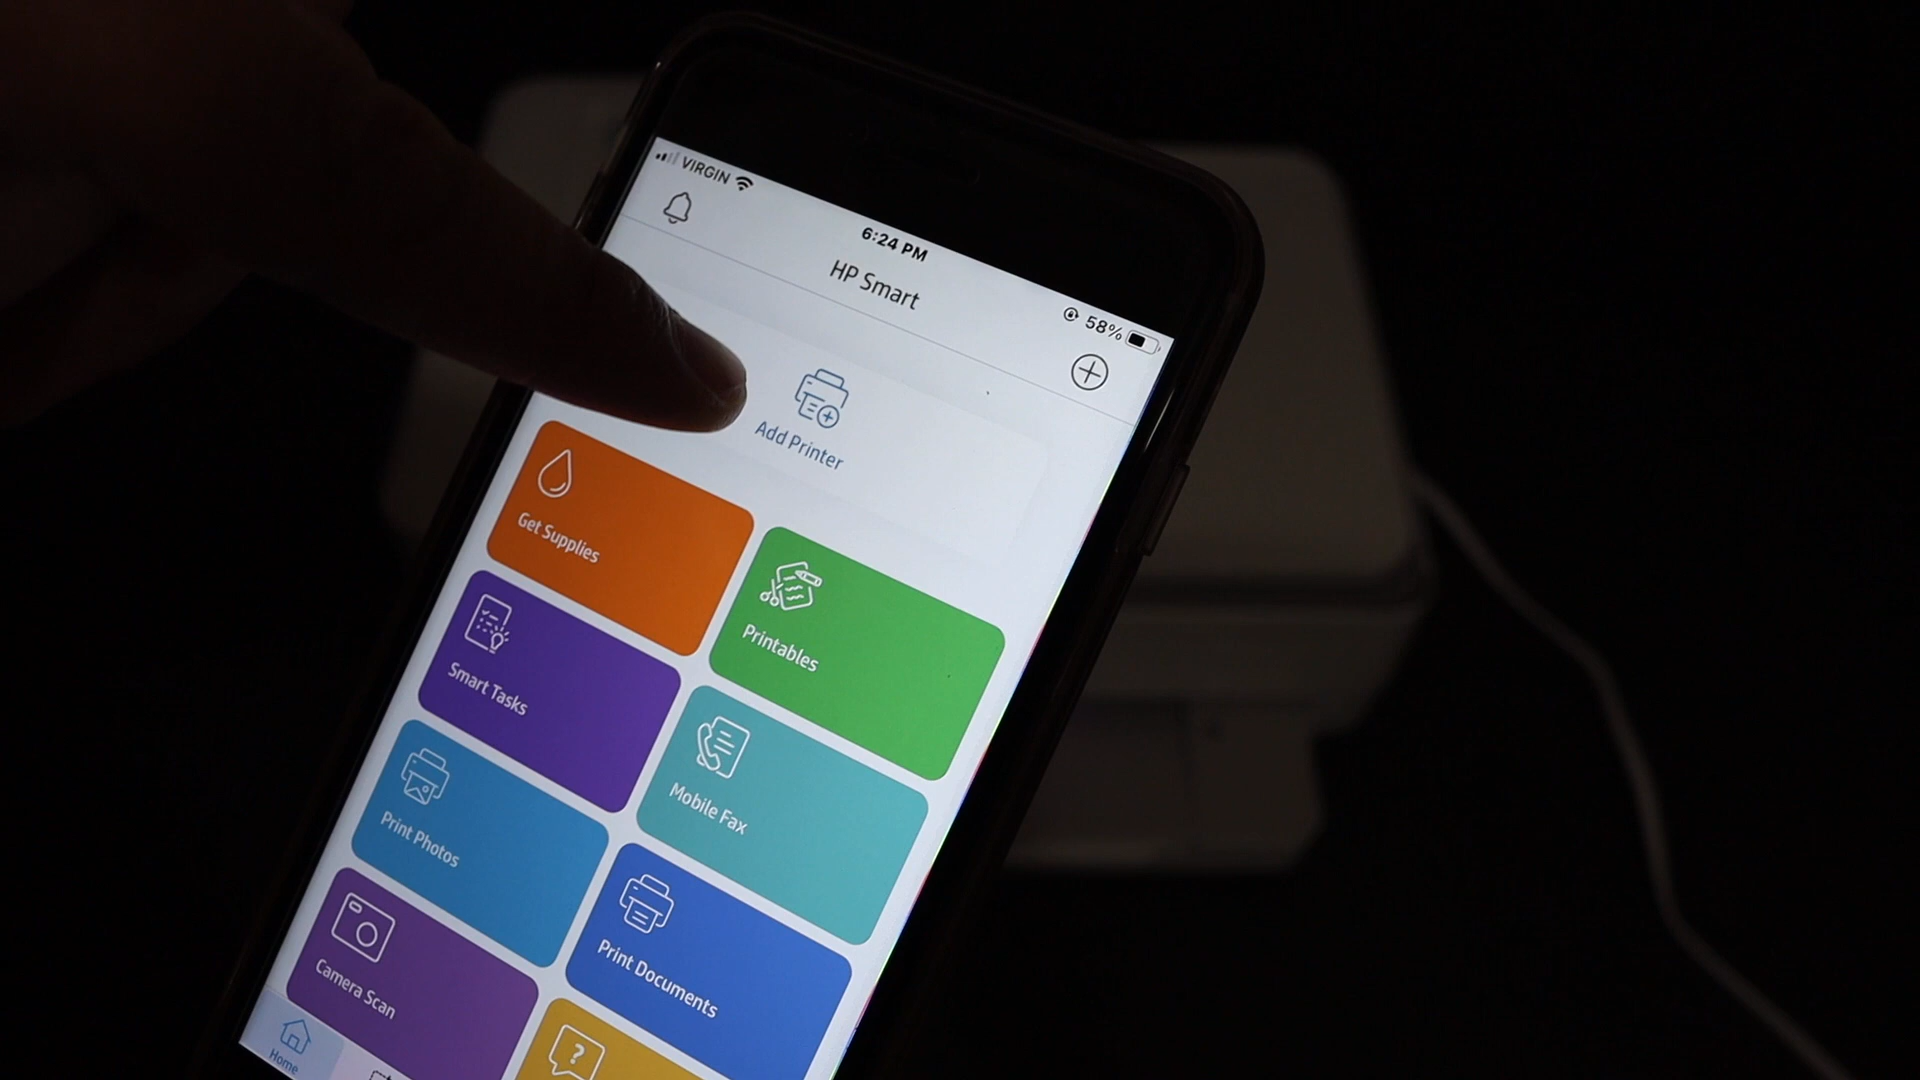 VIRGIN
6:24 PM
58%
HP Smart
Add Printer
Get Supplies
Printables
Smart Tasks
Mobile Fax
Print Photos
Print Documents
Camera Scan
?
Home